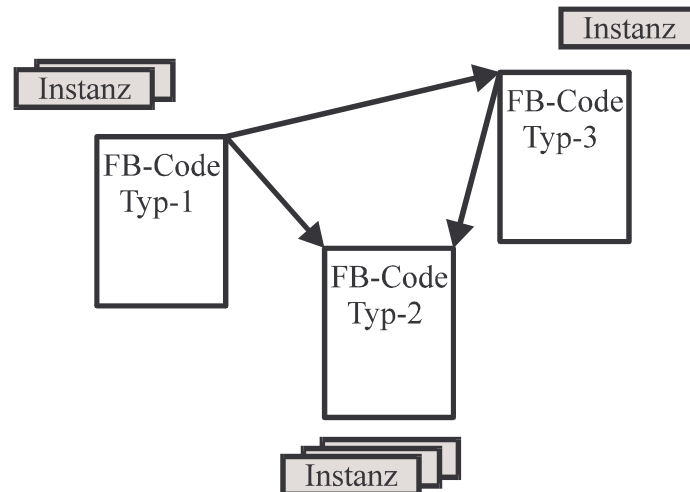 Instanz
Instanz
FB-Code
Typ-3
FB-Code
Typ-1
FB-Code
Typ-2
Instanz